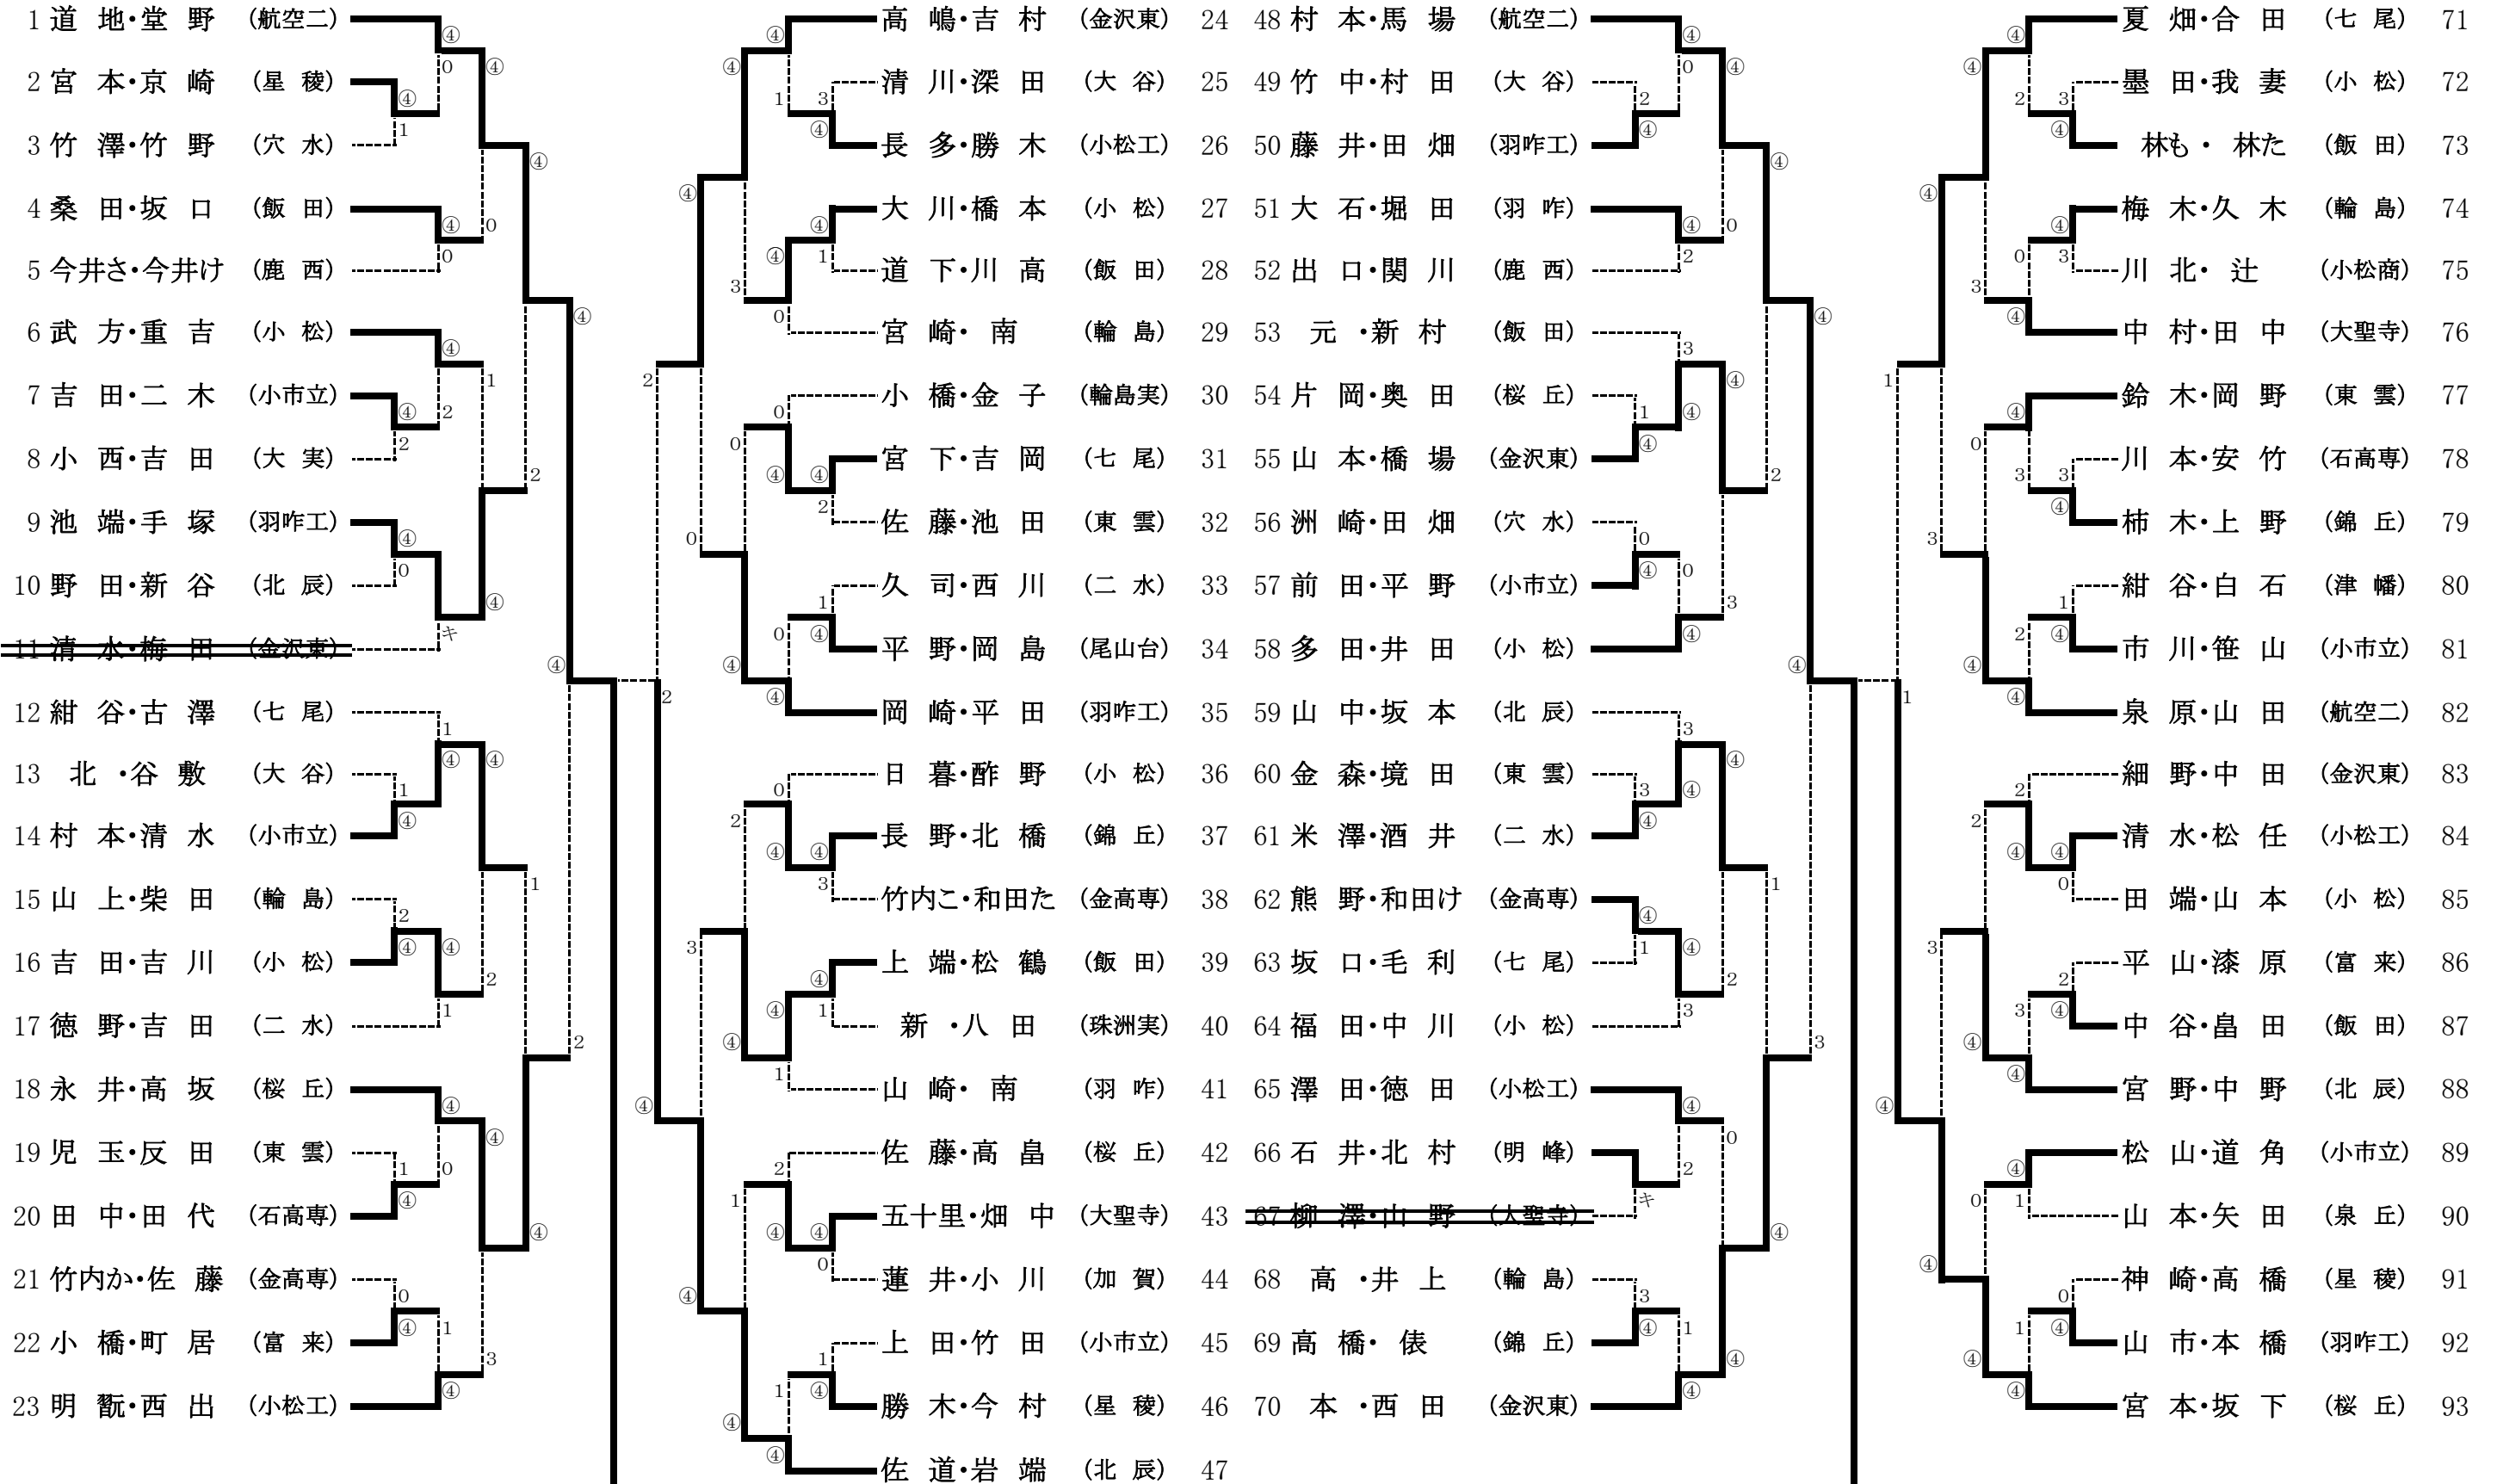 1 道地・堂野 (航空二)
2 宮本・京崎 (星稜)
3 竹澤・竹野 (穴水)
4 桑田・坂口 (飯田)
5 今井さ・今井け (鹿西)
6 武方・重吉 (小松)
7 吉田・二木 (小市立)
8 小西・吉田 (大実)
9 池端・手塚 (羽咋工)
10 野田・新谷 (北辰)
11 清水・梅田 (金沢東)
12 紺谷・古澤 (七尾)
13 北・谷敷 (大谷)
14 村本・清水 (小市立)
15 山上・柴田 (輪島)
16 吉田・吉川 (小松)
17 徳野・吉田 (二水)
18 永井・高坂 (桜丘)
19 児玉・反田 (東雲)
20 田中・田代 (石高専)
21 竹内か・佐藤 (金高専)
22 小橋・町居 (富来)
23 明翫・西出 (小松工)
高嶋・吉村 (金沢東) 24
清川・深田 (大谷) 25
長多・勝木 (小松工) 26
大川・橋本 (小松) 27
道下・川高 (飯田) 28
宮崎・南 (輪島) 29
小橋・金子 (輪島実) 30
宮下・吉岡 (七尾) 31
佐藤・池田 (東雲) 32
久司・西川 (二水) 33
平野・岡島 (尾山台) 34
岡崎・平田 (羽咋工) 35
日暮・酢野 (小松) 36
長野・北橋 (錦丘) 37
竹内こ・和田た (金高専) 38
上端・松鶴 (飯田) 39
新・八田 (珠洲実) 40
山崎・南 (羽咋) 41
佐藤・高畠 (桜丘) 42
五十里・畑中 (大聖寺) 43
蓮井・小川 (加賀) 44
上田・竹田 (小市立) 45
勝木・今村 (星稜) 46
佐道・岩端 (北辰) 47
48 村本・馬場 (航空二)
49 竹中・村田 (大谷)
50 藤井・田畑 (羽咋工)
51 大石・堀田 (羽咋)
52 出口・関川 (鹿西)
53 元・新村 (飯田)
54 片岡・奥田 (桜丘)
55 山本・橋場 (金沢東)
56 洲崎・田畑 (穴水)
57 前田・平野 (小市立)
58 多田・井田 (小松)
59 山中・坂本 (北辰)
60 金森・境田 (東雲)
61 米澤・酒井 (二水)
62 熊野・和田け (金高専)
63 坂口・毛利 (七尾)
64 福田・中川 (小松)
65 澤田・徳田 (小松工)
66 石井・北村 (明峰)
67 柳澤・山野 (大聖寺)
68 高・井上 (輪島)
69 高橋・俵 (錦丘)
70 本・西田 (金沢東)
夏畑・合田 (七尾) 71
墨田・我妻 (小松) 72
林も・林た (飯田) 73
梅木・久木 (輪島) 74
川北・辻 (小松商) 75
中村・田中 (大聖寺) 76
鈴木・岡野 (東雲) 77
川本・安竹 (石高専) 78
柿木・上野 (錦丘) 79
紺谷・白石 (津幡) 80
市川・笹山 (小市立) 81
泉原・山田 (航空二) 82
細野・中田 (金沢東) 83
清水・松任 (小松工) 84
田端・山本 (小松) 85
平山・漆原 (富来) 86
中谷・畠田 (飯田) 87
宮野・中野 (北辰) 88
松山・道角 (小市立) 89
山本・矢田 (泉丘) 90
神崎・高橋 (星稜) 91
山市・本橋 (羽咋工) 92
宮本・坂下 (桜丘) 93